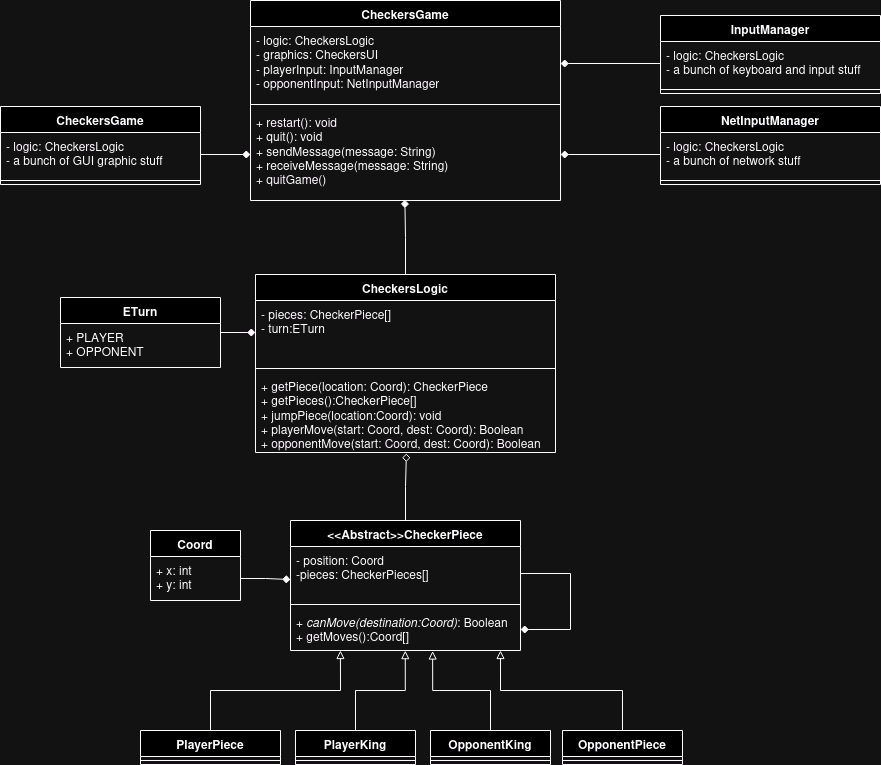 CheckersGame
- logic: CheckersLogic
- graphics: CheckersUI
- playerInput: InputManager
- opponentInput: NetInputManager
+ restart(): void
+ quit(): void
+ sendMessage(message: String)
+ receiveMessage(message: String)
+ quitGame()
InputManager
- logic: CheckersLogic
- a bunch of keyboard and input stuff
CheckersGame
- logic: CheckersLogic
- a bunch of GUI graphic stuff
NetInputManager
- logic: CheckersLogic
- a bunch of network stuff
CheckersLogic
- pieces: CheckerPiece[]
- turn:ETurn
+ getPiece(location: Coord): CheckerPiece
+ getPieces():CheckerPiece[]
+ jumpPiece(location:Coord): void
+ playerMove(start: Coord, dest: Coord): Boolean
+ opponentMove(start: Coord, dest: Coord): Boolean
ETurn
+ PLAYER
+ OPPONENT
<<Abstract>>CheckerPiece
- position: Coord
-pieces: CheckerPieces[]
+ canMove(destination:Coord): Boolean
+ getMoves():Coord[]
Coord
+ x: int
+ y: int
PlayerPiece
PlayerKing
OpponentKing
OpponentPiece